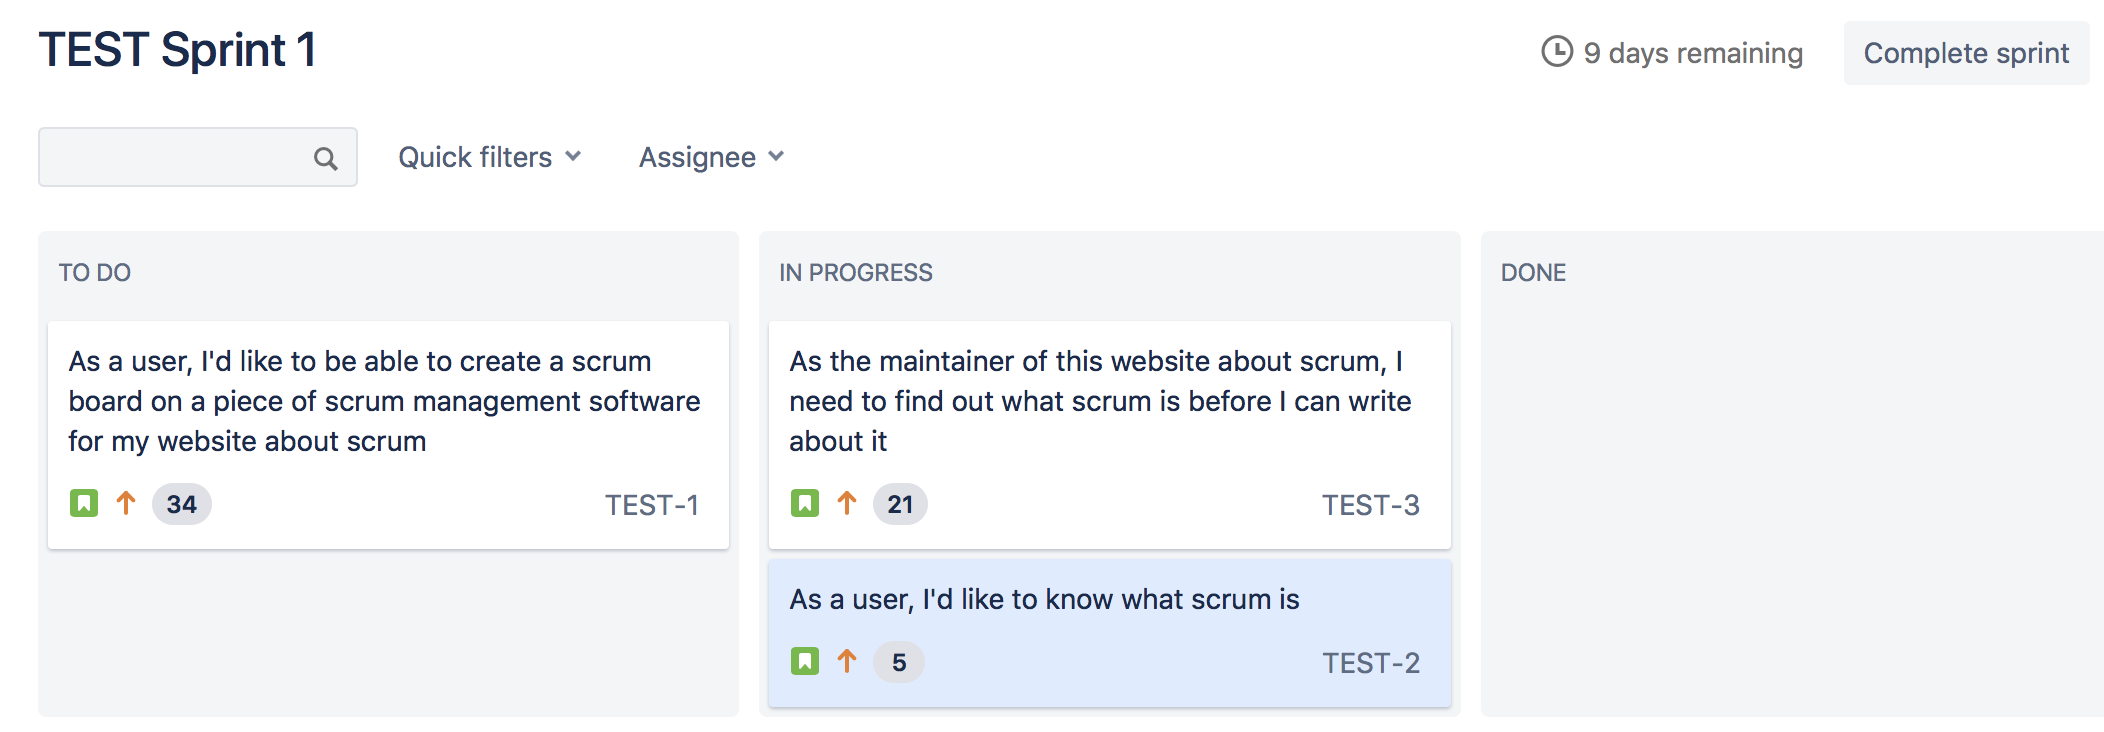 TEST Sprint 1
9 days remaining
Complete sprint
Quick filters
Assignee
TO DO
As a user, I'd like to be able to create a scrum
board on a piece of scrum management software
for my website about scrum
34
TEST-1
IN PROGRESS
As the maintainer of this website about scrum, I
need to find out what scrum is before I can write
about it
21
TEST-3
As a user, I'd like to know what scrum is
5
TEST-2
DONE